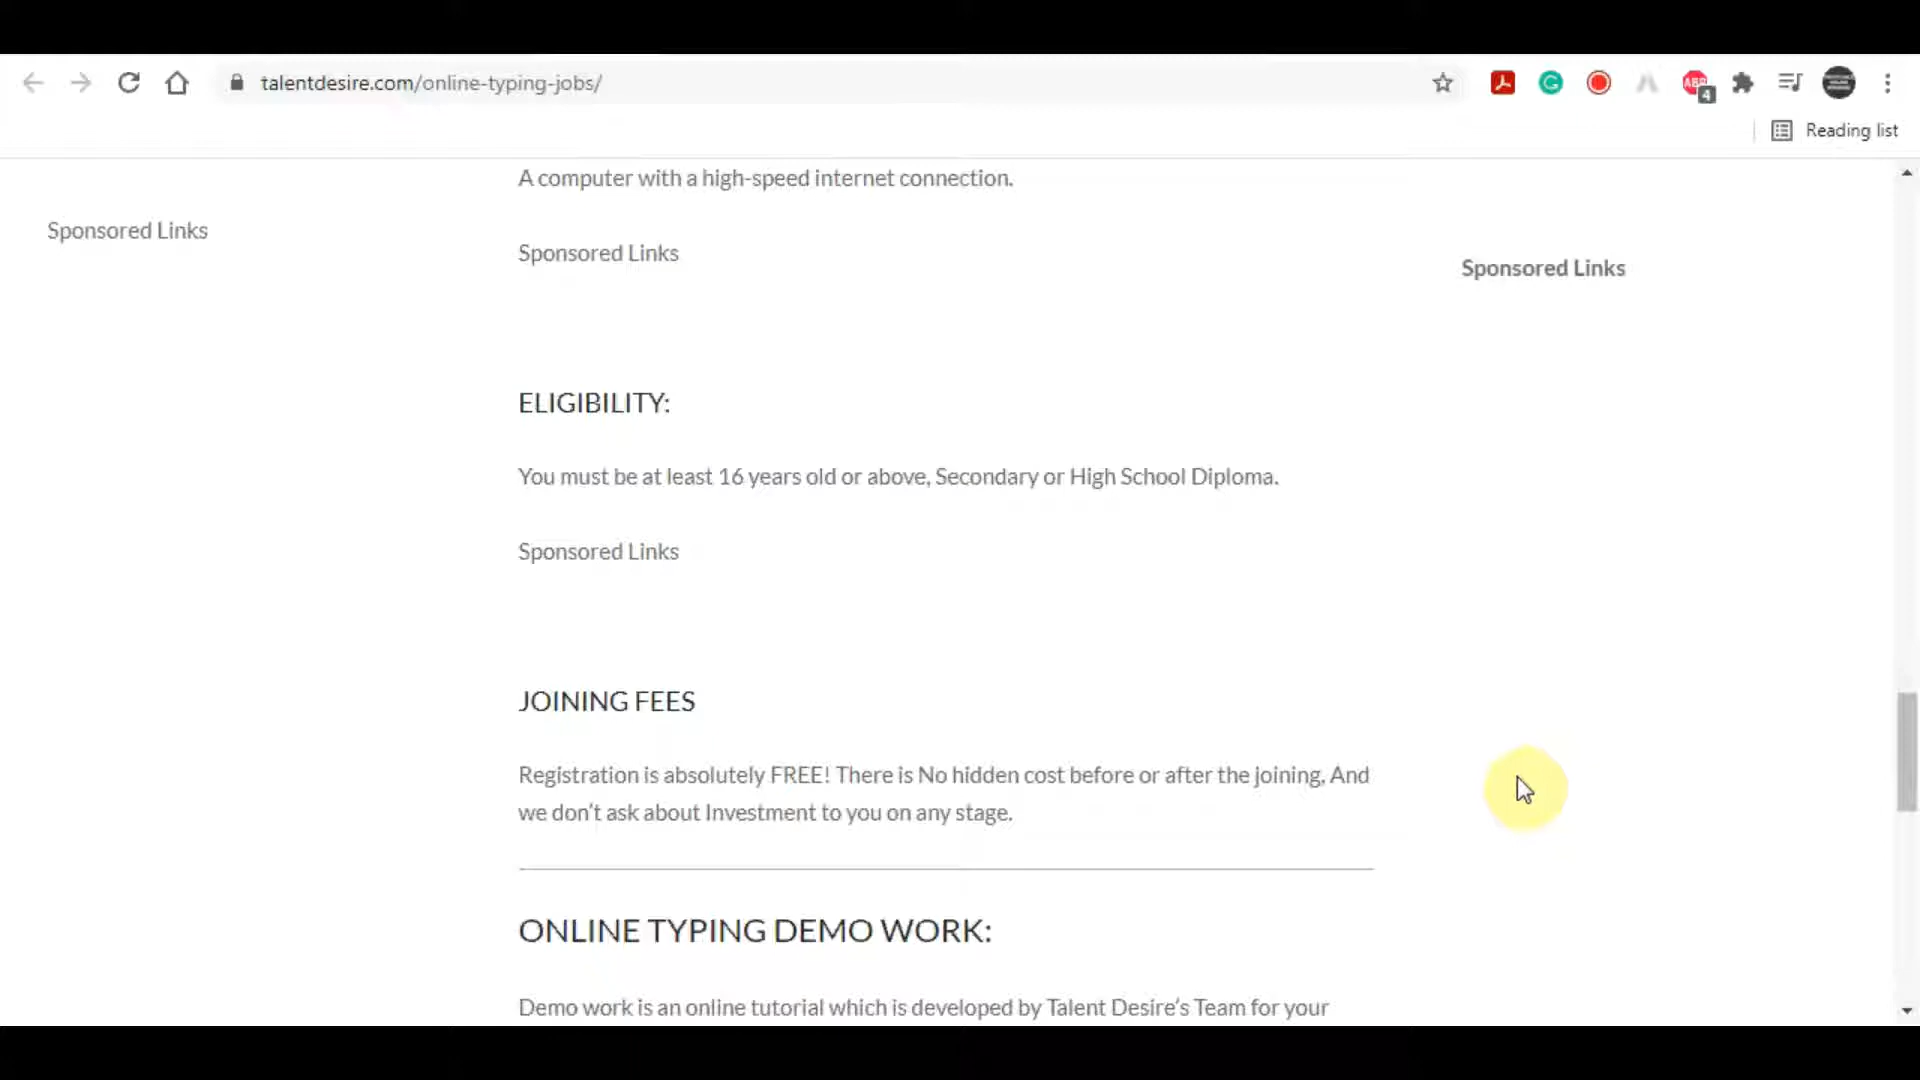 talentdesire.com/online-typing-jobs/
ABP
4
Reading list
A computer with a high-speed internet connection.
Sponsored Links
Sponsored Links
Sponsored Links
ELIGIBILITY:
You must be at least 16 years old or above, Secondary or High School Diploma.
Sponsored Links
JOINING FEES
Registration is absolutely FREE! There is No hidden cost before or after the joining, And
we don't ask about Investment to you on any stage.
ONLINE TYPING DEMO WORK:
Demo work is an online tutorial which is developed by Talent Desire's Team for your